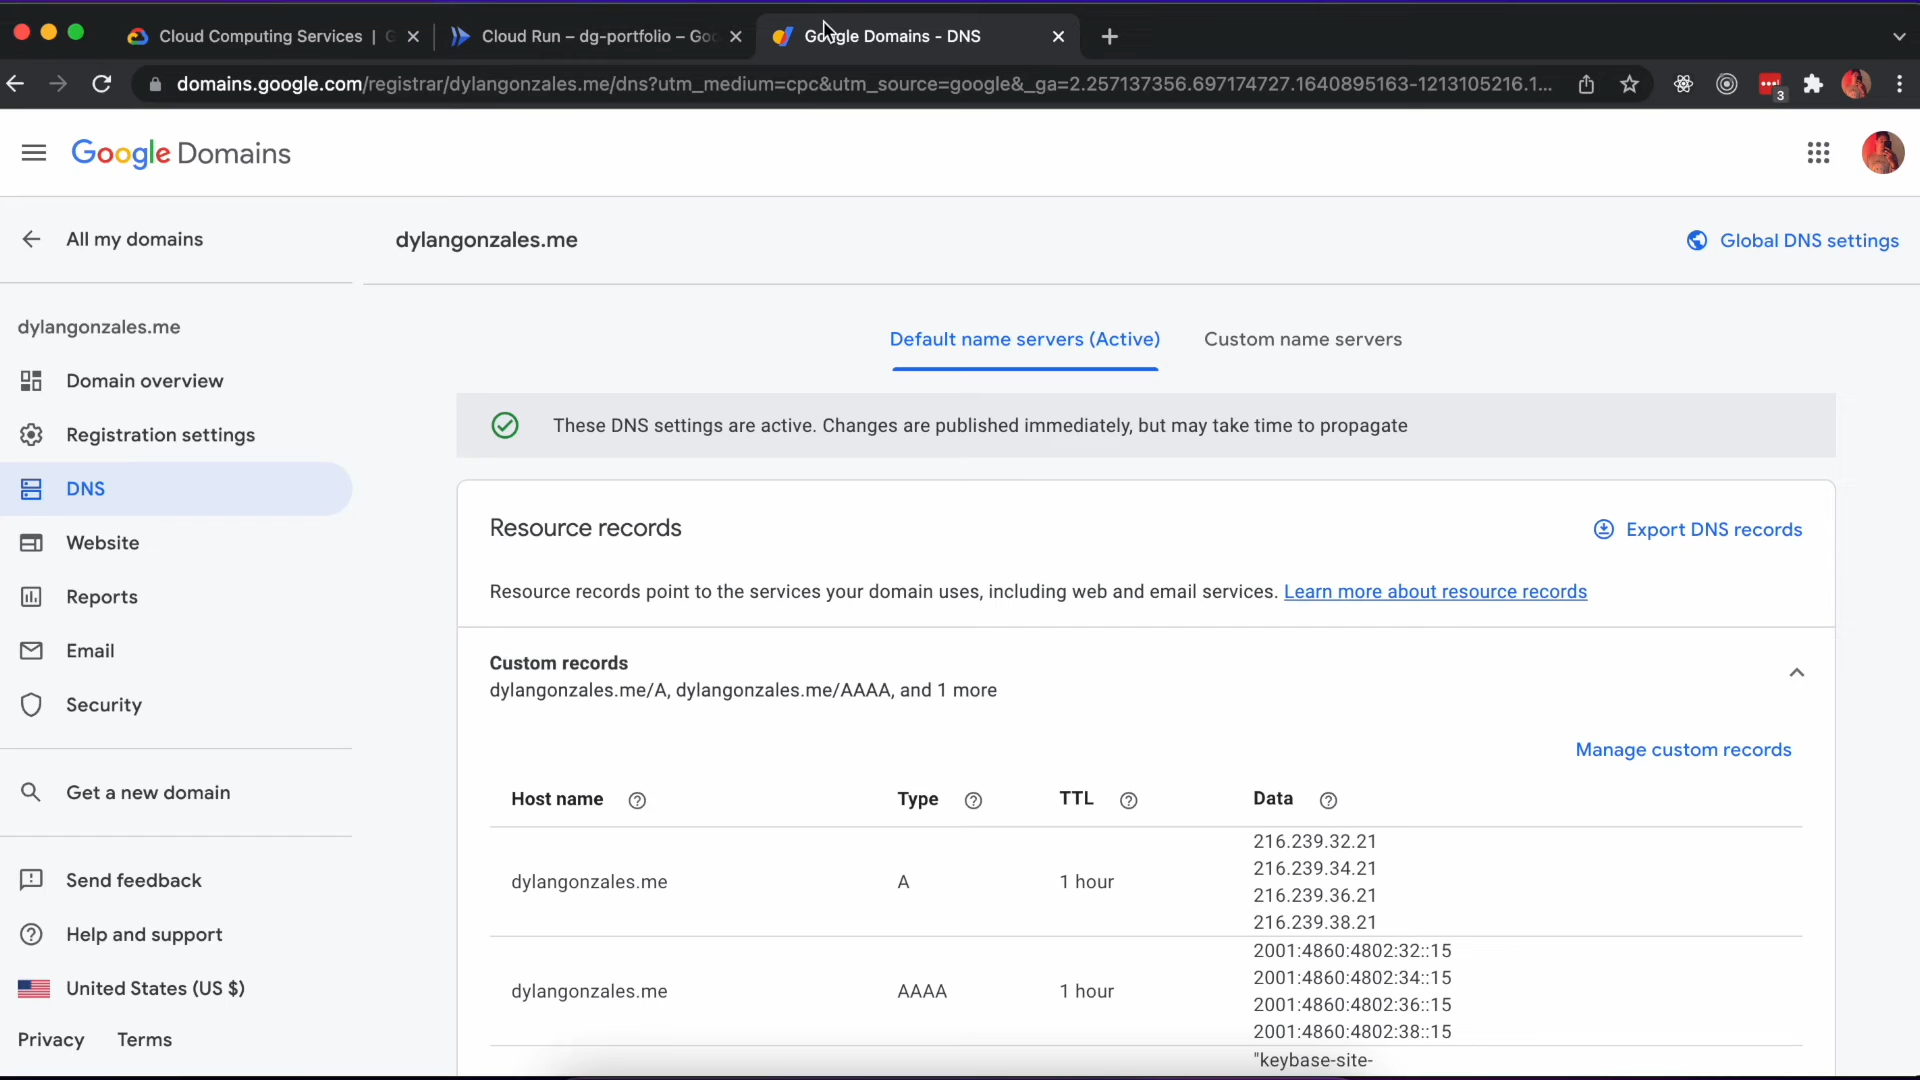 Cloud Computing Services | G
Cloud Run – dg-portfolio – Goo
Google Domains - DNS
domains.google.com/registrar/dylangonzales.me/dns?utm_medium=cpc&utm_source=google&_ga=2.257137356.697174727.1640895163-1213105216.1...
3
Google Domains
All my domains
dylangonzales.me
Global DNS settings
dylangonzales.me
Domain overview
Registration settings
DNS
Website
Reports
Email
Security
Get a new domain
Send feedback
Help and support
United States (US $)
Privacy Terms
Default name servers (Active)
Custom name servers
These DNS settings are active. Changes are published immediately, but may take time to propagate
Resource records
Export DNS records
Resource records point to the services your domain uses, including web and email services. Learn more about resource records
Custom records
dylangonzales.me/A, dylangonzales.me/AAAA, and 1 more
Manage custom records
Host name Type TTL Data
dylangonzales.me A 1 hour
216.239.32.21
216.239.34.21
216.239.36.21
216.239.38.21
dylangonzales.me AAAA 1 hour
2001:4860:4802:32::15
2001:4860:4802:34::15
2001:4860:4802:36::15
2001:4860:4802:38::15
"keybase-site-